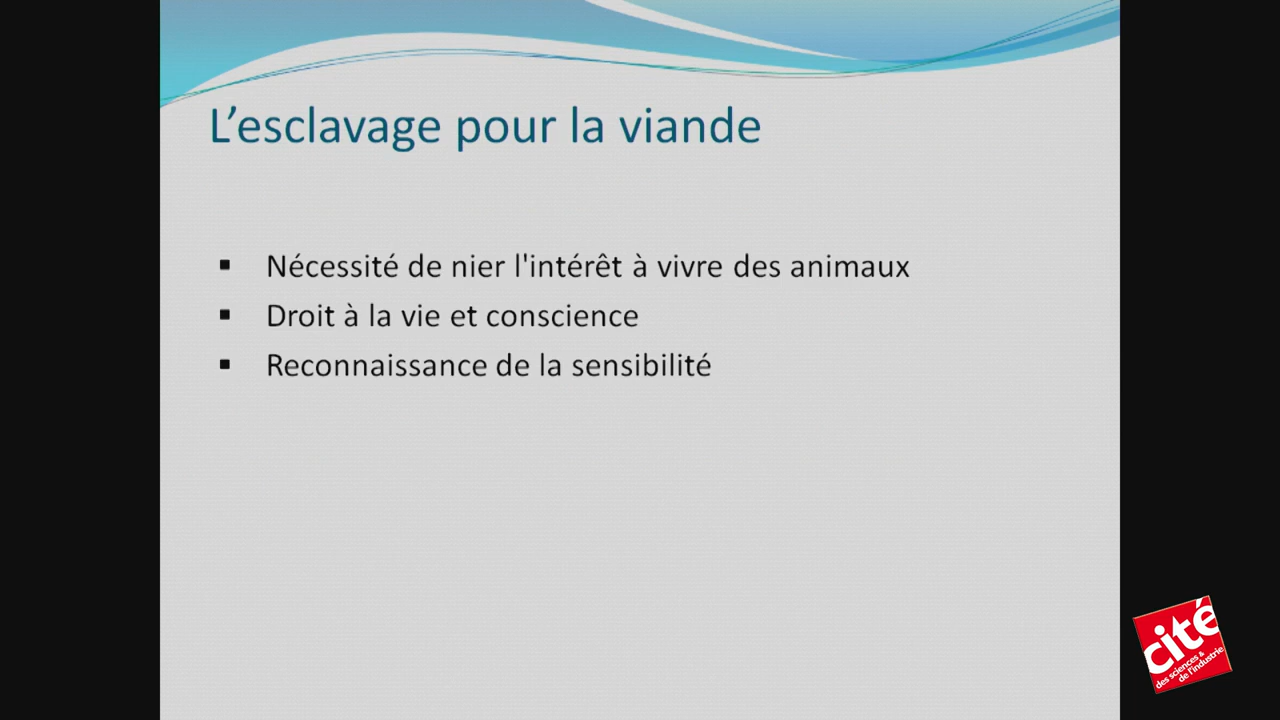 L’esclavage pour la viande
Nécessité de nier l'intérêt à vivre des animaux
Droit à la vie et conscience
Reconnaissance de la sensibilité
cité
des sciences &
de l'industrie